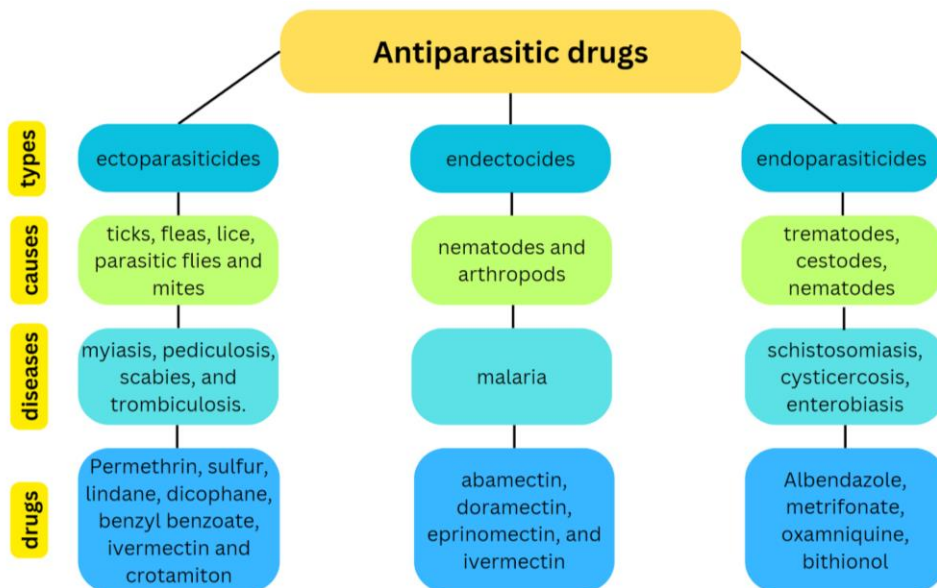 Antiparasitic drugs
types
ectoparasiticides
endectocides
endoparasiticides
causes
ticks, fleas, lice,
parasitic flies and
mites
nematodes and
arthropods
trematodes,
cestodes,
nematodes
diseases
myiasis, pediculosis,
scabies, and
trombiculosis.
malaria
schistosomiasis,
cysticercosis,
enterobiasis
drugs
Permethrin, sulfur,
lindane, dicophane,
benzyl benzoate,
ivermectin and
crotamiton
abamectin,
doramectin,
eprinomectin, and
ivermectin
Albendazole,
metrifonate,
oxamniquine,
bithionol